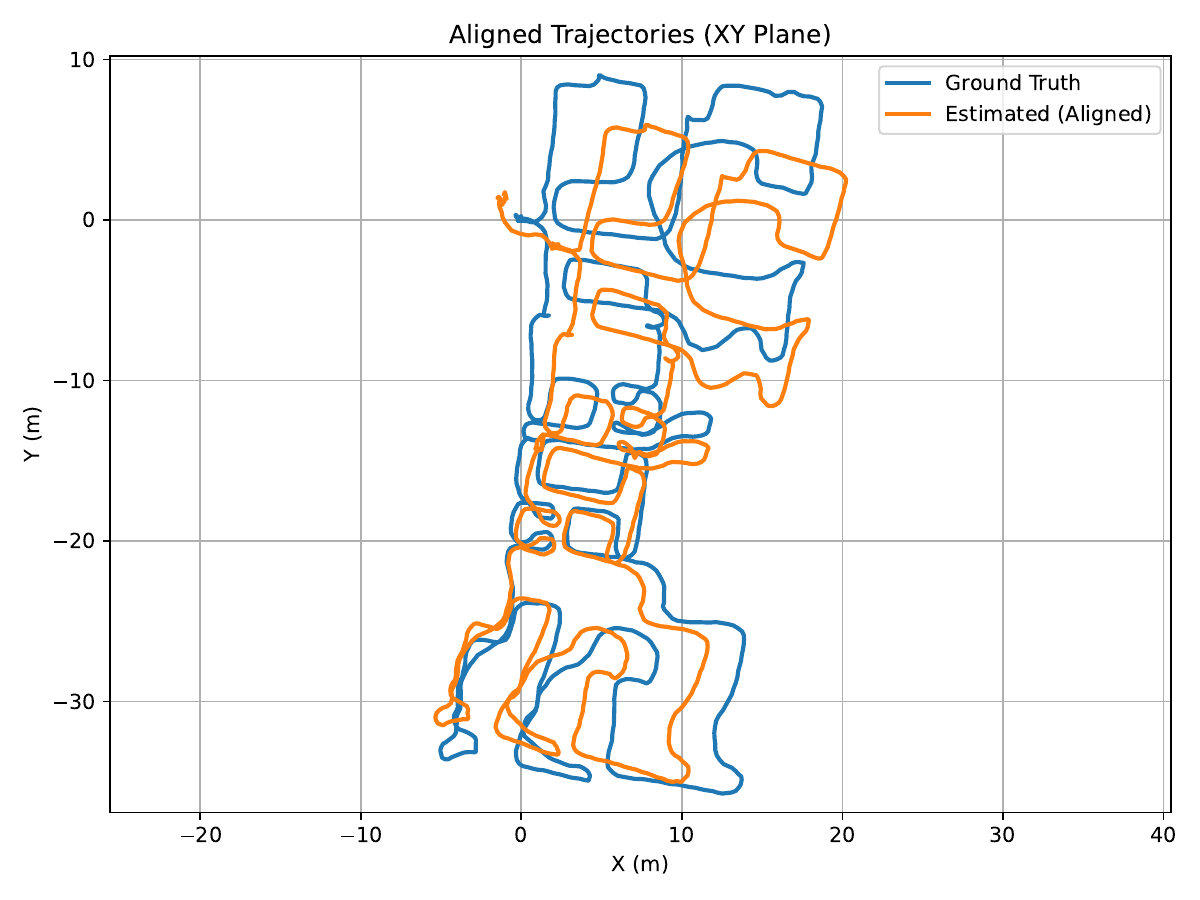 Aligned Trajectories (XY Plane)
Ground Truth
Estimated (Aligned)
10
0
−10
−20
−30
Y (m)
−20
−10
0
10
20
30
40
X (m)